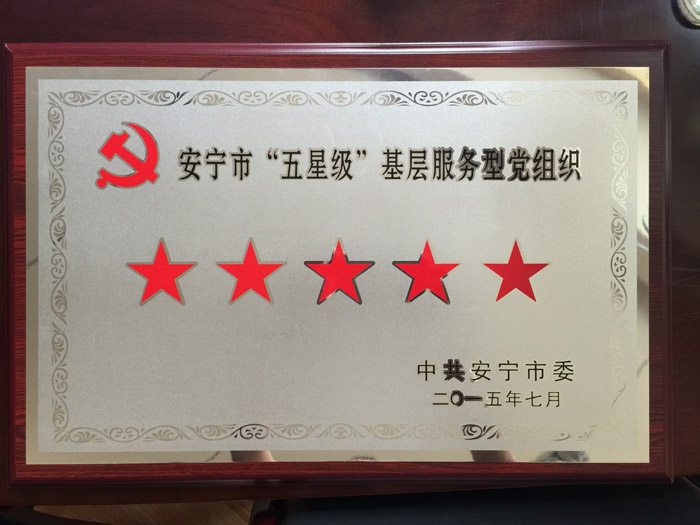 安宁市“五星级”基层服务型党组织
中共安宁市委
二〇一五年七月